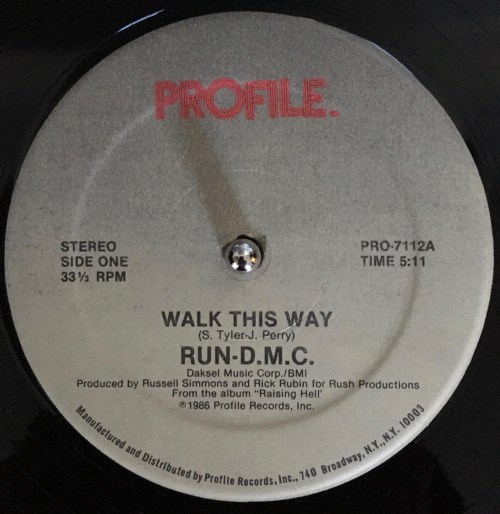 PROFILE.
STEREO
SIDE ONE
33⅓ RPM
PRO-7112A
TIME 5:11
WALK THIS WAY
(S. Tyler-J. Perry)
RUN-D.M.C.
Daksel Music Corp./BMI
Produced by Russell Simmons and Rick Rubin for Rush Productions
From the album "Raising Hell'
℗1986 Profile Records, Inc.
Manufactured and Distributed by Profile Records, Inc., 740 Broadway, N.Y., N.Y. 10003